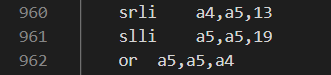 960 srli a4,a5,13
961 slli a5,a5,19
962 or a5,a5,a4